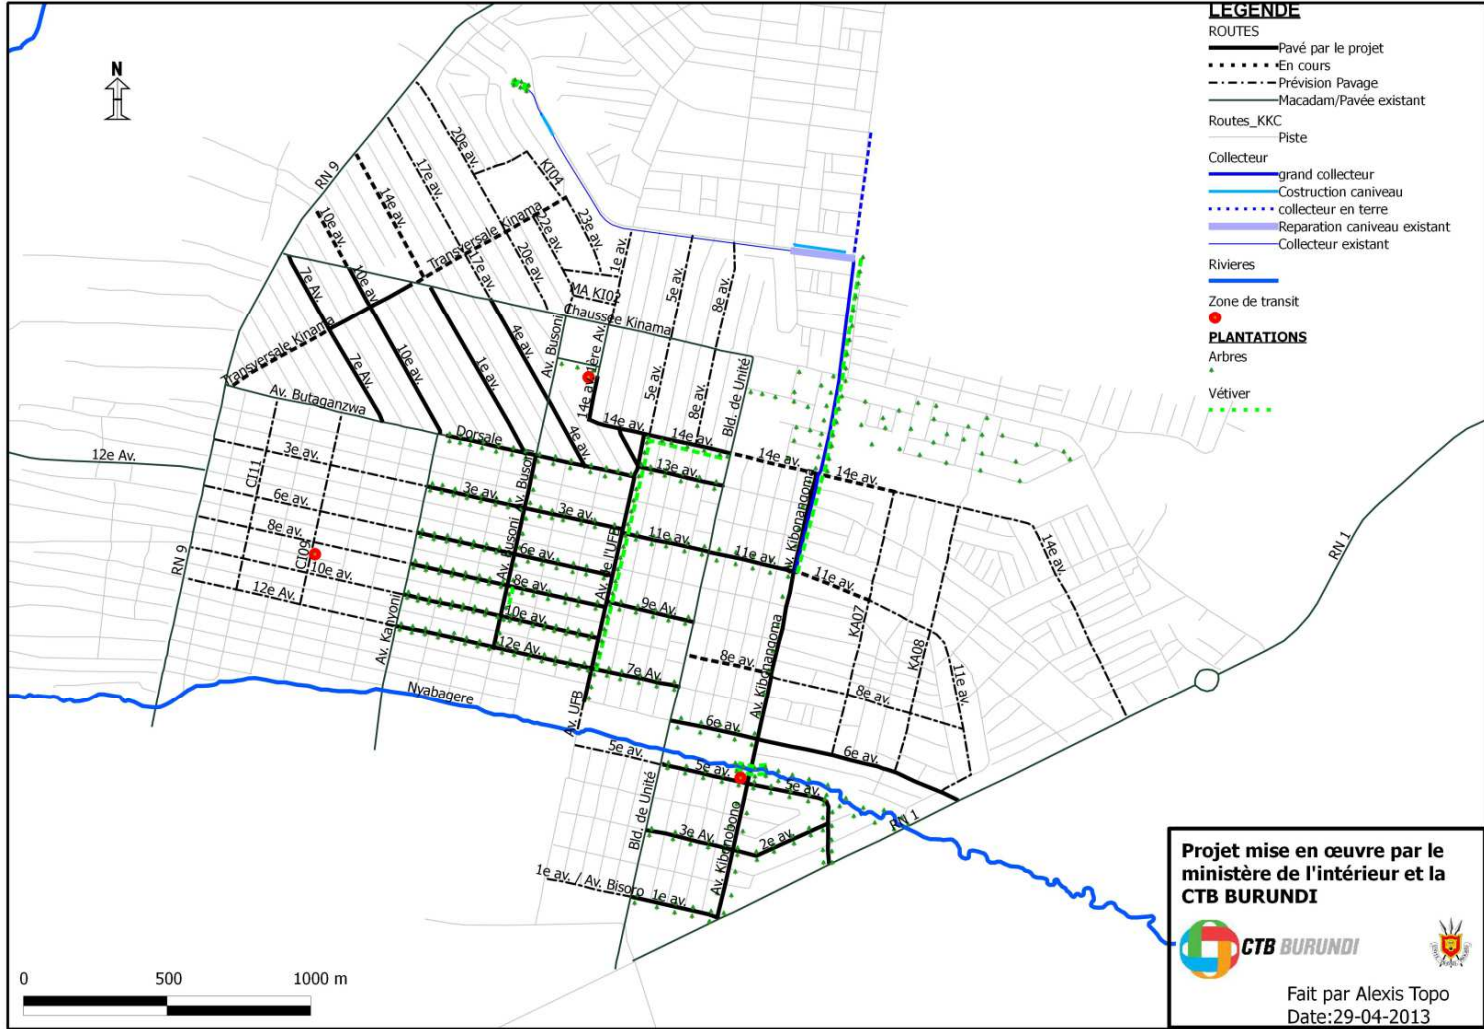 LEGENDE
ROUTES
Pavé par le projet
En cours
Prévision Pavage
Macadam/Pavée existant
Routes_KKC
Piste
Collecteur
grand collecteur
Costruction caniveau
collecteur en terre
Reparation caniveau existant
Collecteur existant
Rivieres
Zone de transit
PLANTATIONS
Arbres
Vétiver
N
RN 9
20e av.
17e av.
14e av.
10e av.
KI04
Transversale Kinama
22e av.
23e av.
1e av.
17e av.
20e av.
5e av.
8e av.
MA KI02
7e Av.
10e av.
Chaussee Kinama
Transversale Kinama
7e Av.
10e av.
1e av.
4e av.
Av. Busoni
1ère Av.
14e av.
5e av.
8e av.
Bld. de Unité
Av. Butaganzwa
Dorsale
4e av.
14e av.
14e av.
14e av.
14e av.
14e av.
12e Av.
CI11
3e av.
6e av.
8e av.
CI05
10e av.
12e Av.
RN 9
3e av.
Av. Busoni
3e av.
13e av.
11e av.
11e av.
Av. Kibonangoma
11e av.
Av. Busoni
6e av.
8e av.
10e av.
12e Av.
Av. de l'UFB
9e Av.
7e Av.
Av. Kanyoni
KA07
KA08
8e av.
8e av.
11e av.
Av. Kibonangoma
RN 1
Nyabagere
Av. UFB
6e av.
6e av.
5e av.
5e av.
5e av.
RN 1
Bld. de Unité
3e Av.
2e av.
Av. Kibonobono
1e av. / Av. Bisoro
1e av.
0 500 1000 m
Projet mise en œuvre par le
ministère de l'intérieur et la
CTB BURUNDI
CTB BURUNDI
Fait par Alexis Topo
Date:29-04-2013